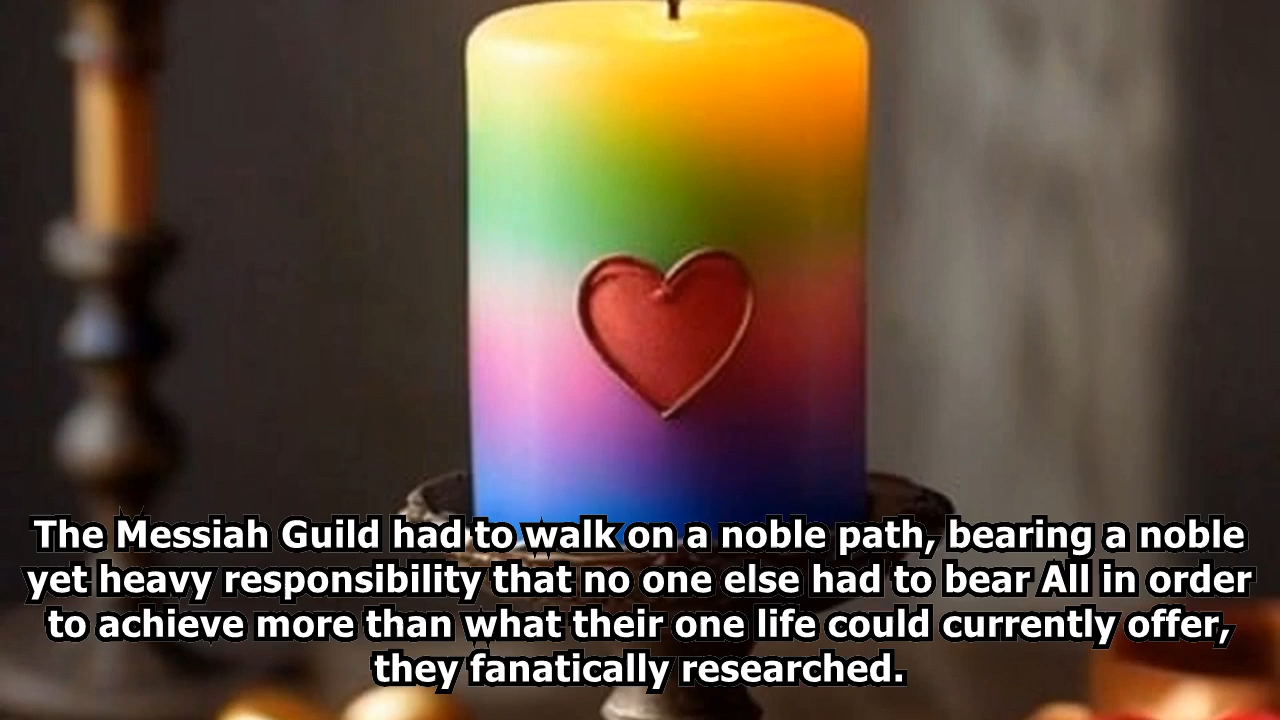 The Messiah Guild had to walk on a noble path, bearing a noble
yet heavy responsibility that no one else had to bear All in order
to achieve more than what their one life could currently offer,
they fanatically researched.